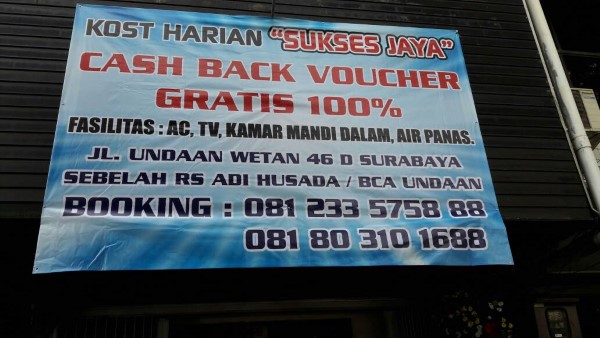 KOST HARIAN "SUKSES JAYA"
CASH BACK VOUCHER
GRATIS 100%
FASILITAS : AC, TV, KAMAR MANDI DALAM, AIR PANAS.
JL. UNDAAN WETAN 46 D SURABAYA
SEBELAH RS ADI HUSADA / BCA UNDAAN
BOOKING : 081 233 5758 88
081 80 310 1688